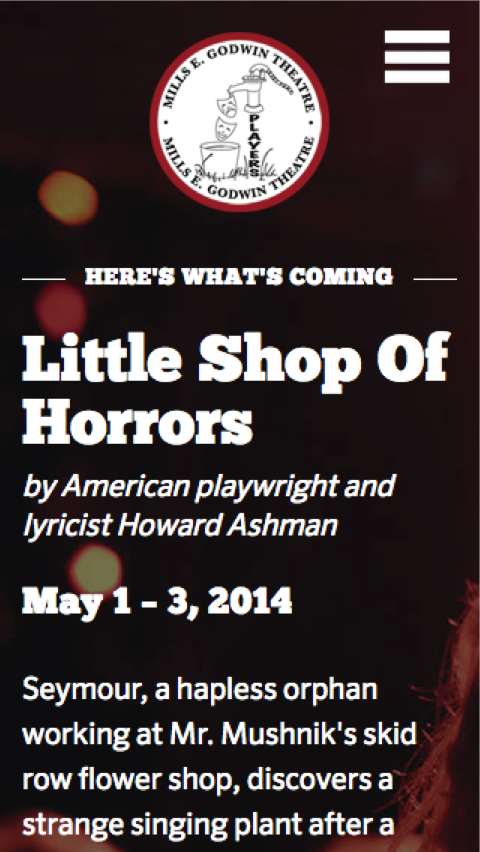 MILLS E. GODWIN THEATRE
PLAYERS
MILLS E. GODWIN THEATRE
HERE'S WHAT'S COMING
Little Shop Of
Horrors
by American playwright and
lyricist Howard Ashman
May 1 – 3, 2014
Seymour, a hapless orphan
working at Mr. Mushnik's skid
row flower shop, discovers a
strange singing plant after a